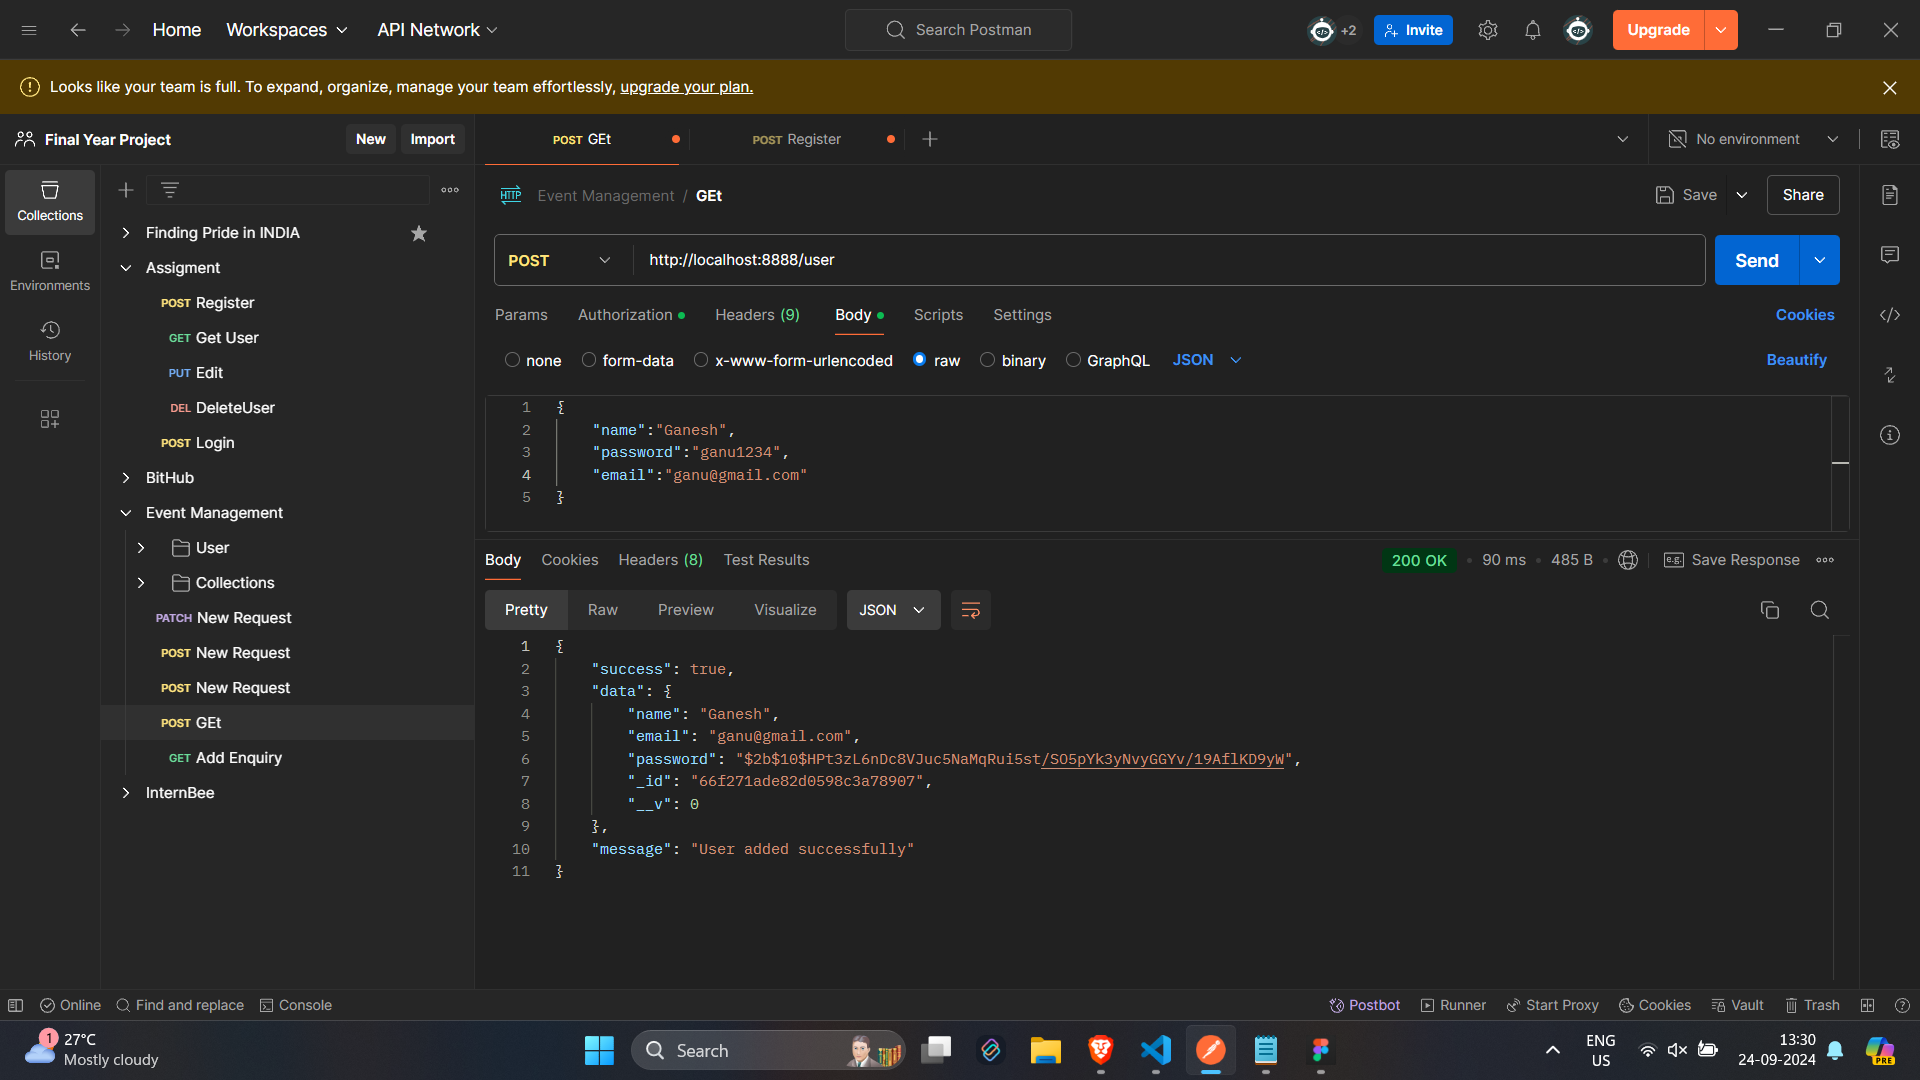 Home Workspaces API Network Search Postman +2 Invite Upgrade
Looks like your team is full. To expand, organize, manage your team effortlessly, upgrade your plan.
Final Year Project New Import POST GEt POST Register No environment
Collections
Environments
History
Finding Pride in INDIA
Assigment
POST Register
GET Get User
PUT Edit
DEL DeleteUser
POST Login
BitHub
Event Management
User
Collections
PATCH New Request
POST New Request
POST New Request
POST GEt
GET Add Enquiry
InternBee
HTTP Event Management / GEt Save Share
POST http://localhost:8888/user Send
Params Authorization Headers (9) Body Scripts Settings Cookies
none form-data x-www-form-urlencoded raw binary GraphQL JSON Beautify
1 {
2 "name":"Ganesh",
3 "password":"ganu1234",
4 "email":"ganu@gmail.com"
5 }
Body Cookies Headers (8) Test Results 200 OK 90 ms 485 B e.g. Save Response
Pretty Raw Preview Visualize JSON
1 {
2 "success": true,
3 "data": {
4 "name": "Ganesh",
5 "email": "ganu@gmail.com",
6 "password": "$2b$10$HPt3zL6nDc8VJuc5NaMqRui5st/SO5pYk3yNvyGGYv/19AflKD9yW",
7 "_id": "66f271ade82d0598c3a78907",
8 "__v": 0
9 },
10 "message": "User added successfully"
11 }
Online Find and replace Console Postbot Runner Start Proxy Cookies Vault Trash
1 27°C
Mostly cloudy
Search
ENG
US
13:30
24-09-2024
PRE